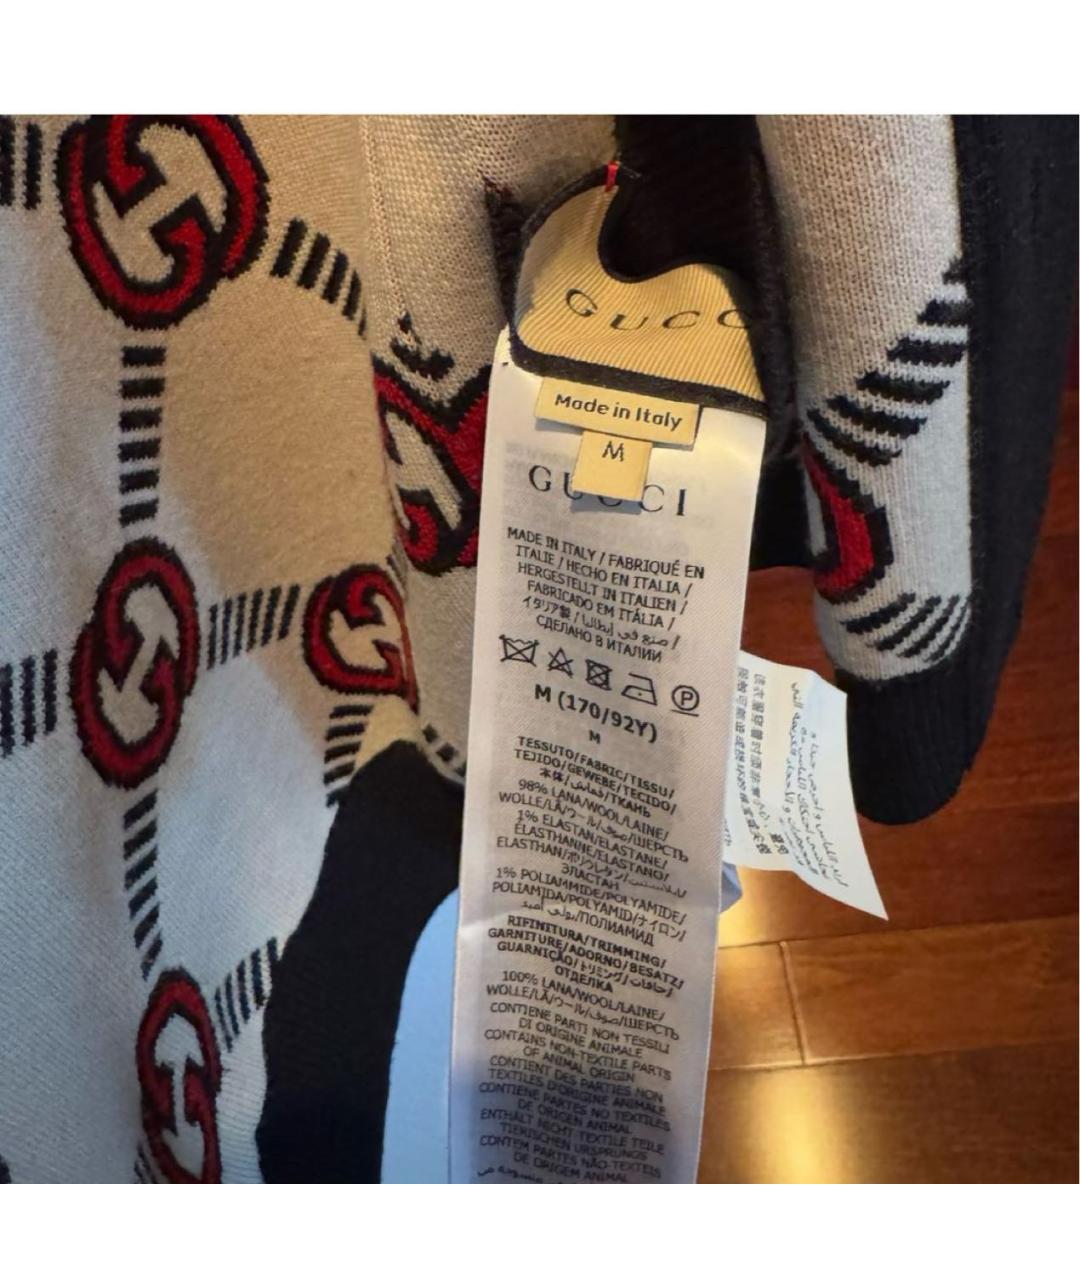 GUCC
Made in Italy
M
GUCCI
MADE IN ITALY / FABRIQUÉ EN
ITALIE / HECHO EN ITALIA /
HERGESTELLT IN ITALIEN /
FABRICADO EM ITÁLIA /
イタリア製 / صنع في إيطاليا /
СДЕЛАНО В ИТАЛИИ
P
M (170/92Y)
M
TESSUTO/FABRIC/TISSU/
TEJIDO/GEWEBE/TECIDO/
本体/قماش/ТКАНЬ
98% LANA/WOOL/LAINE/
WOLLE/LÃ/ウール/صوف/ШЕРСТЬ
1% ELASTAN/ELASTANE/
ÉLASTHANNE/ELASTANO/
ELASTHAN/ポリウレタン/
ЭЛАСТАН
1% POLIAMMIDE/POLYAMIDE/
POLIAMIDA/POLYAMID/ナイロン/
بولي أميد/ПОЛИАМИД
RIFINITURA/TRIMMING/
GARNITURE/ADORNO/BESATZ/
GUARNIÇÃO/トリミング/حافات/
ОТДЕЛКА
100% LANA/WOOL/LAINE/
WOLLE/LÃ/ウール/صوف/ШЕРСТЬ
CONTIENE PARTI NON TESSILI
DI ORIGINE ANIMALE
CONTAINS NON-TEXTILE PARTS
OF ANIMAL ORIGIN
CONTIENT DES PARTIES NON
TEXTILES D'ORIGINE ANIMALE
CONTIENE PARTES NO TEXTILES
DE ORIGEN ANIMAL
ENTHÄLT NICHT-TEXTILE TEILE
TIERISCHEN URSPRUNGS
CONTÉM PARTES NÃO-TÊXTEIS
DE ORIGEM ANIMAL